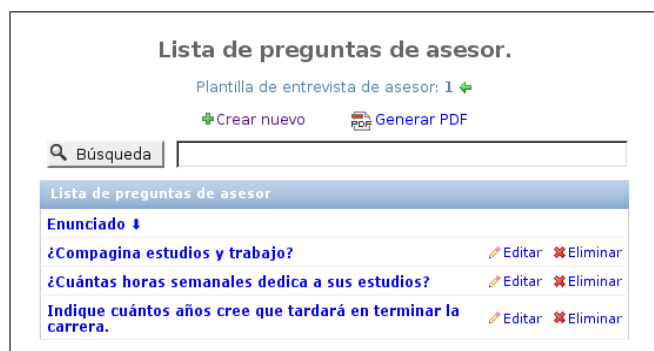 Lista de preguntas de asesor.
Plantilla de entrevista de asesor: 1
Crear nuevo PDF Generar PDF
Búsqueda
Lista de preguntas de asesor
Enunciado
¿Compagina estudios y trabajo? Editar Eliminar
¿Cuántas horas semanales dedica a sus estudios? Editar Eliminar
Indique cuántos años cree que tardará en terminar la
carrera. Editar Eliminar